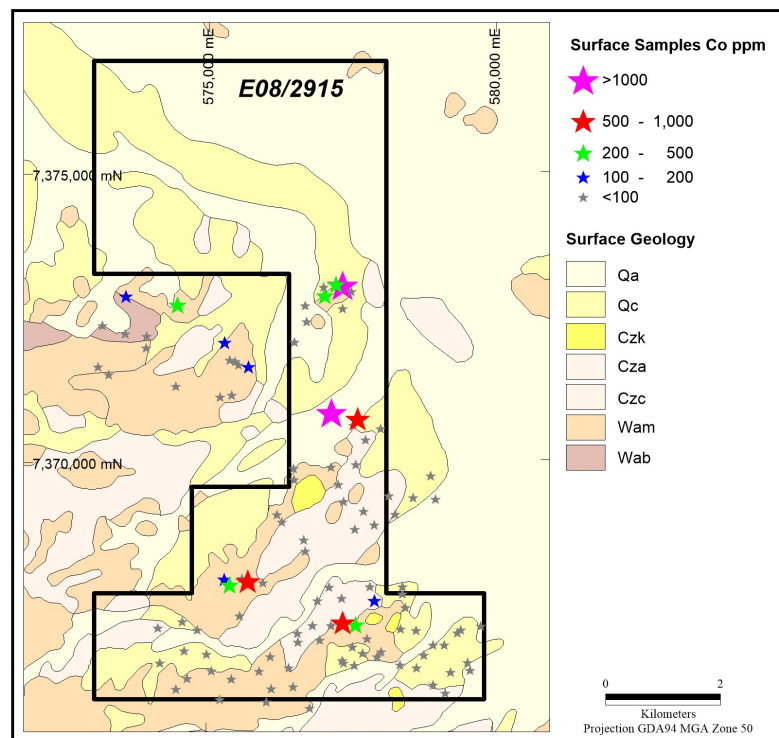 575,000 mE
580,000 mE
E08/2915
7,375,000 mN
7,370,000 mN
Surface Samples Co ppm
>1000
500 - 1,000
200 - 500
100 - 200
<100
Surface Geology
Qa
Qc
Czk
Cza
Czc
Wam
Wab
0 2
Kilometers
Projection GDA94 MGA Zone 50